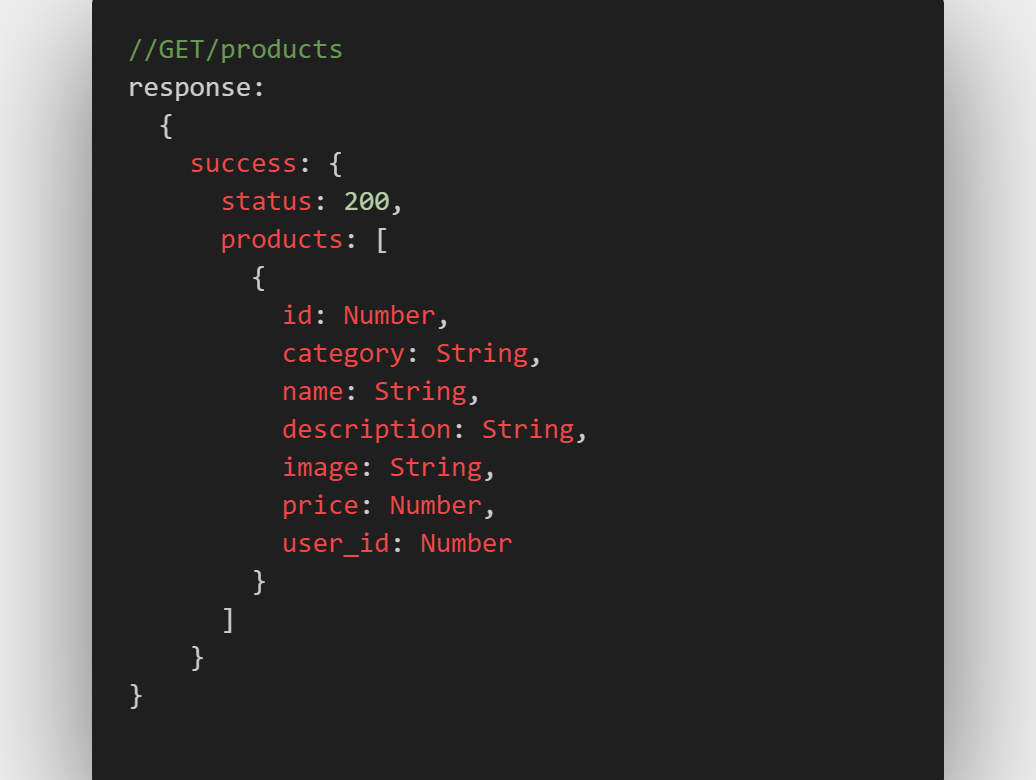 //GET/products
response:
  {
    success: {
      status: 200,
      products: [
        {
          id: Number,
          category: String,
          name: String,
          description: String,
          image: String,
          price: Number,
          user_id: Number
        }
      ]
    }
}